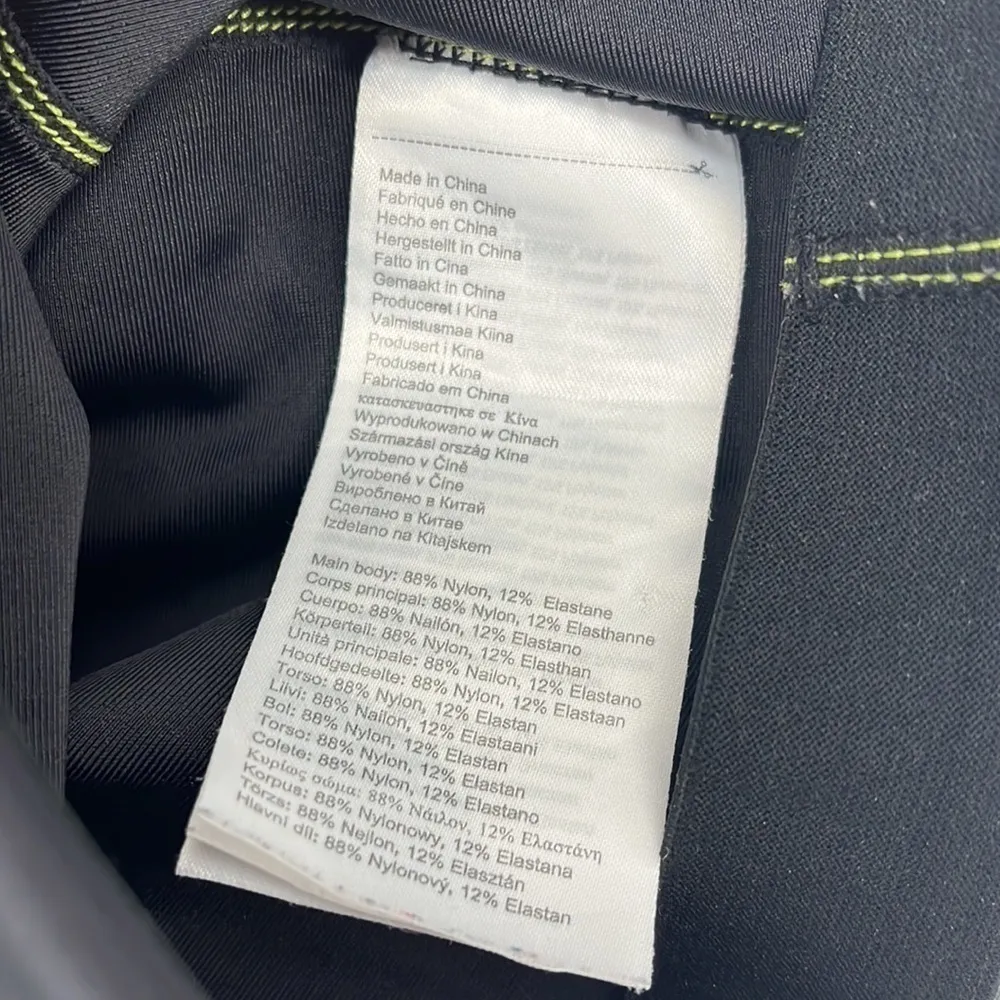 Made in China
Fabriqué en Chine
Hecho en China
Hergestellt in China
Fatto in Cina
Gemaakt in China
Produceret i Kina
Valmistusmaa Kiina
Produsert i Kina
Produsert i Kina
Fabricado em China
κατασκευαστηκε σε Κίνα
Wyprodukowano w Chinach
Származási ország Kina
Vyrobeno v Číně
Vyrobené v Číne
Вироблено в Китай
Сделано в Китае
Izdelano na Kitajskem
Main body: 88% Nylon, 12% Elastane
Corps principal: 88% Nylon, 12% Elasthanne
Cuerpo: 88% Nailón, 12% Elastano
Körperteil: 88% Nylon, 12% Elasthan
Unità principale: 88% Nailon, 12% Elastano
Hoofdgedeelte: 88% Nylon, 12% Elastaan
Torso: 88% Nylon, 12% Elastan
Liivi: 88% Nailon, 12% Elastaani
Bol: 88% Nylon, 12% Elastan
Torso: 88% Nylon, 12% Elastan
Colete: 88% Nylon, 12% Elastano
Κυρίως σώμα: 88% Νάιλον, 12% Ελαστάνη
Korpus: 88% Nylonowy, 12% Elastana
Törzs: 88% Nejlon, 12% Elasztán
Hlavní díl: 88% Nylonový, 12% Elastan